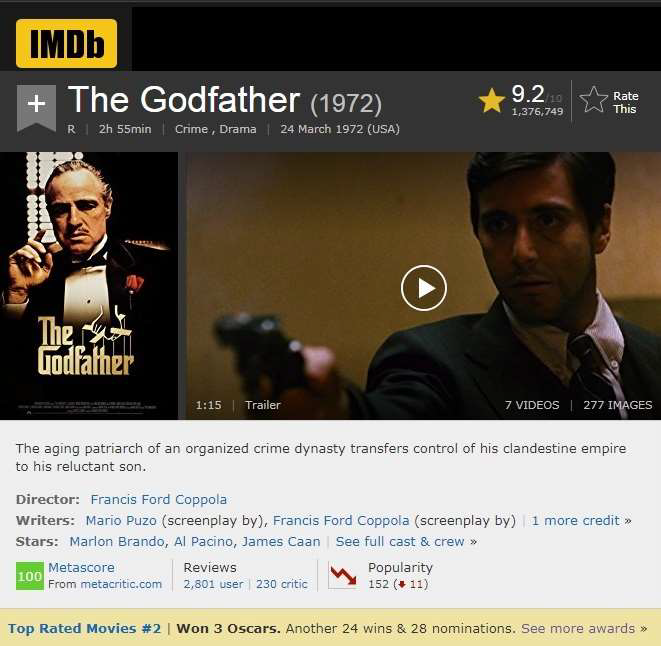 IMDb
The Godfather (1972)
R | 2h 55min | Crime , Drama | 24 March 1972 (USA)
9.2/10
1,376,749
Rate
This
The
Godfather
1:15 | Trailer
7 VIDEOS | 277 IMAGES
The aging patriarch of an organized crime dynasty transfers control of his clandestine empire
to his reluctant son.
Director: Francis Ford Coppola
Writers: Mario Puzo (screenplay by), Francis Ford Coppola (screenplay by) | 1 more credit »
Stars: Marlon Brando, Al Pacino, James Caan | See full cast & crew »
100
Metascore
From metacritic.com
Reviews
2,801 user | 230 critic
Popularity
152 (11)
Top Rated Movies #2 | Won 3 Oscars. Another 24 wins & 28 nominations. See more awards »